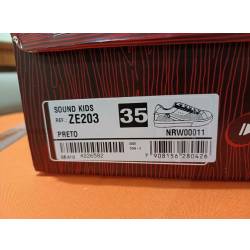 SOUND KIDS
REF.: ZE203
35
PRETO
NRW00011
7 908156 280426